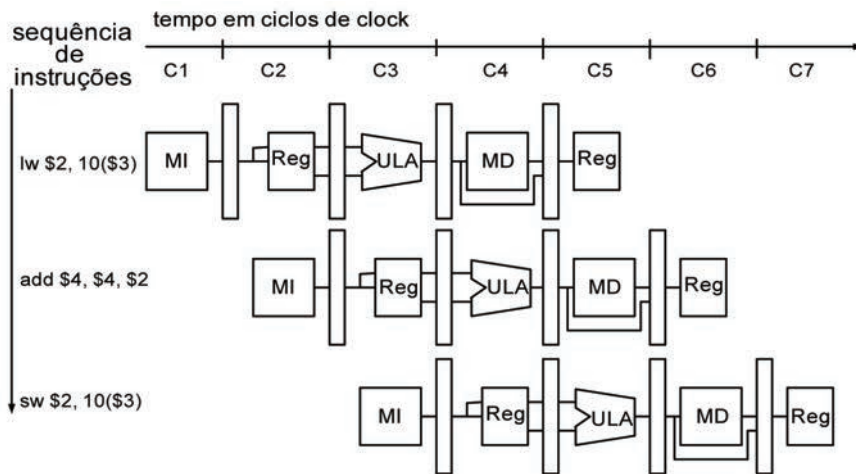 tempo em ciclos de clock
sequência
de
instruções
C1 C2 C3 C4 C5 C6 C7
lw $2, 10($3)
MI Reg ULA MD Reg
add $4, $4, $2
MI Reg ULA MD Reg
sw $2, 10($3)
MI Reg ULA MD Reg